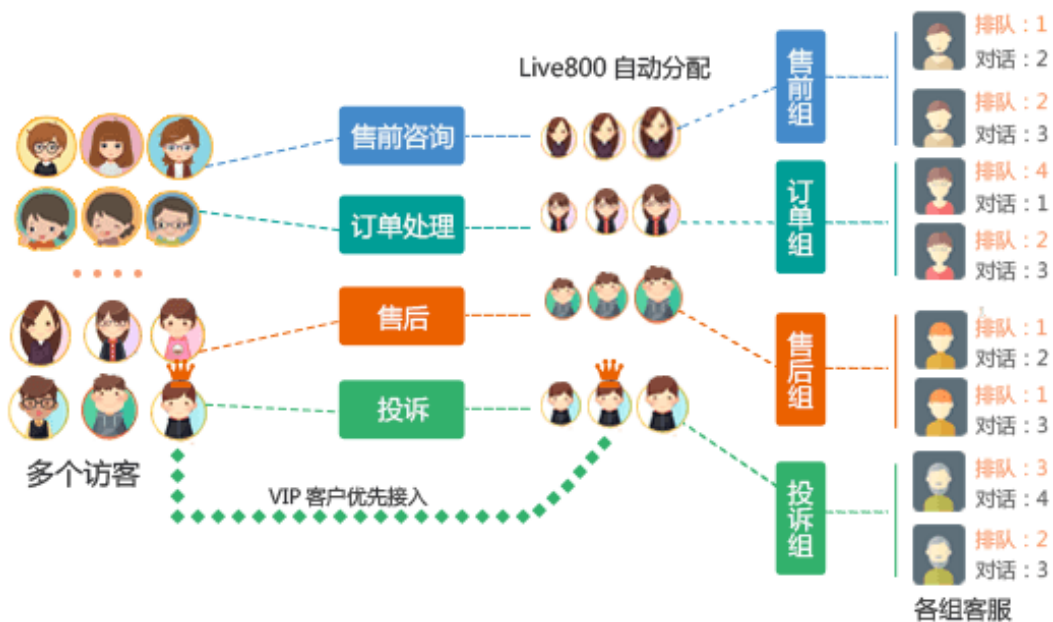 Live800 自动分配
售前咨询
订单处理
售后
投诉
多个访客
VIP 客户优先接入
售前组
订单组
售后组
投诉组
排队：1
对话：2
排队：2
对话：3
排队：4
对话：1
排队：2
对话：3
排队：1
对话：2
排队：1
对话：3
排队：3
对话：4
排队：2
对话：3
各组客服